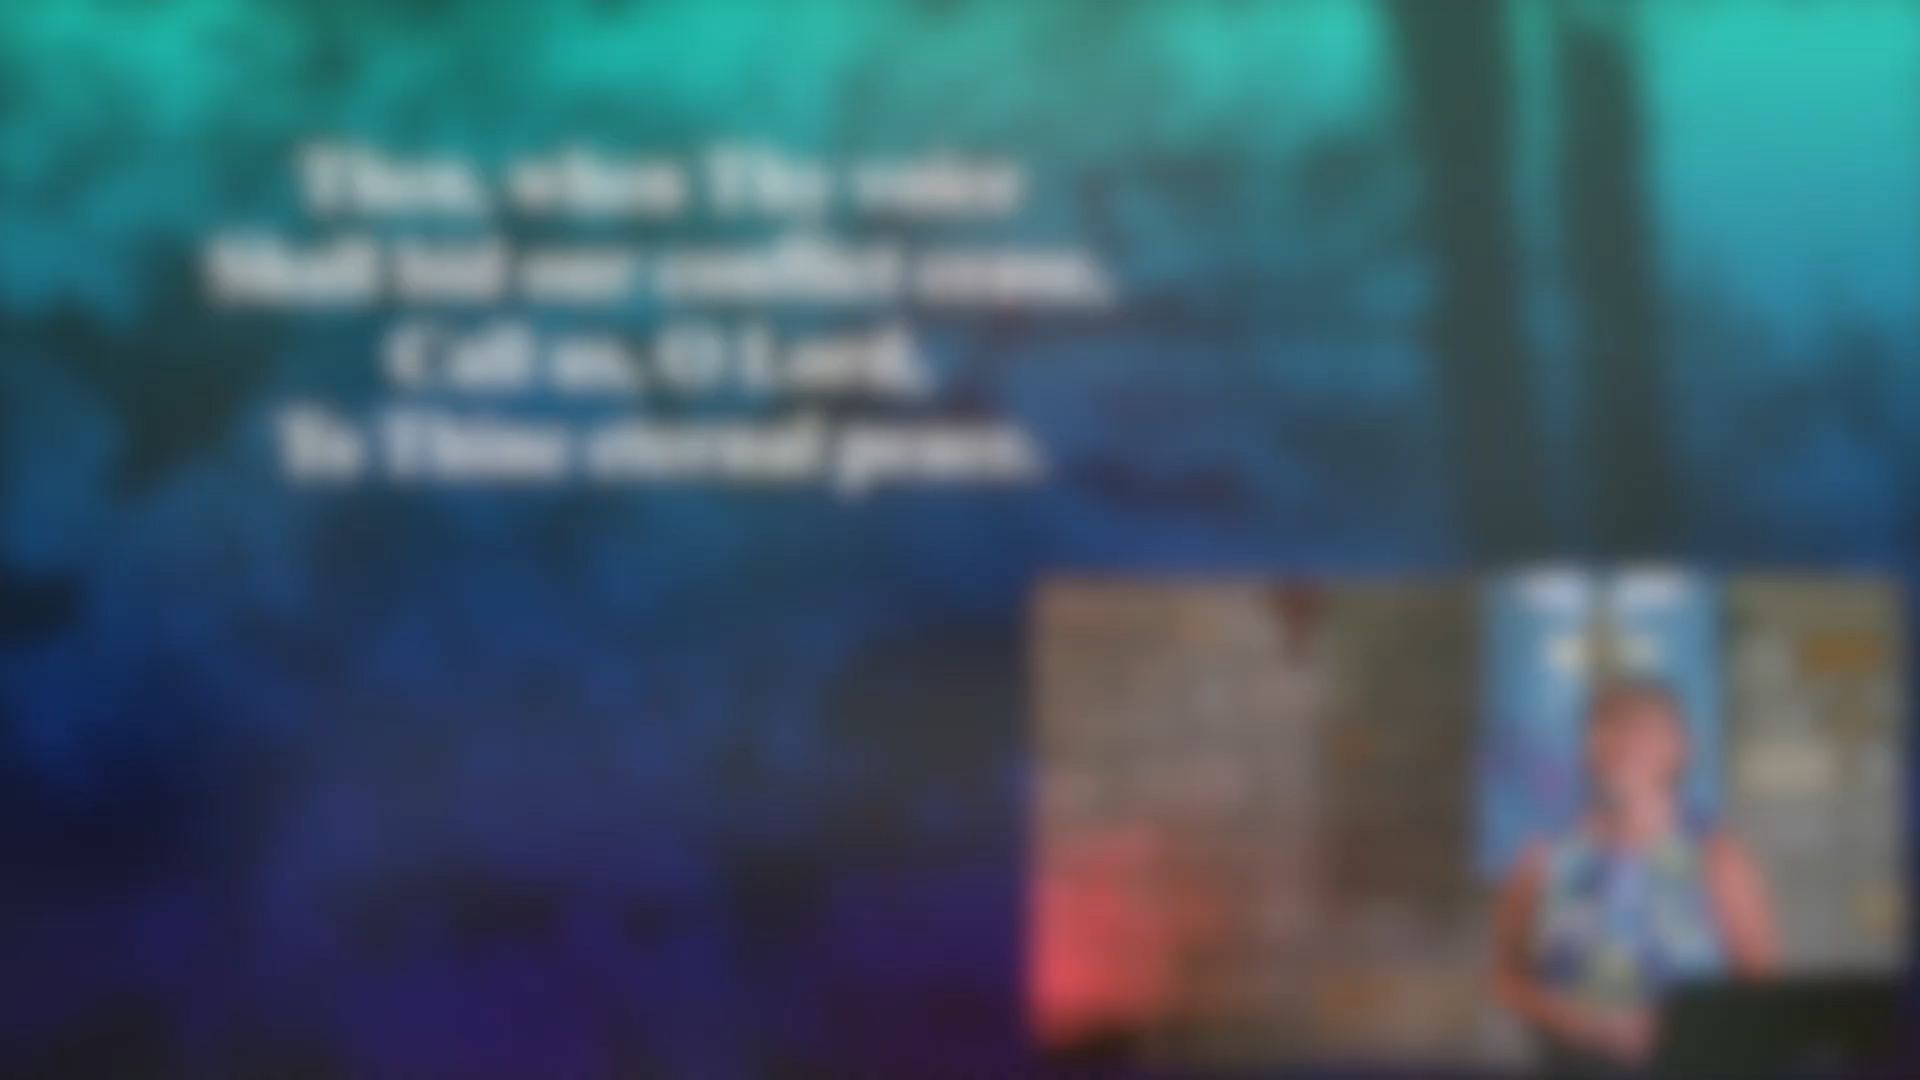 Then, when Thy voice
Shall bid our conflict cease,
Call us, O Lord,
To Thine eternal peace.